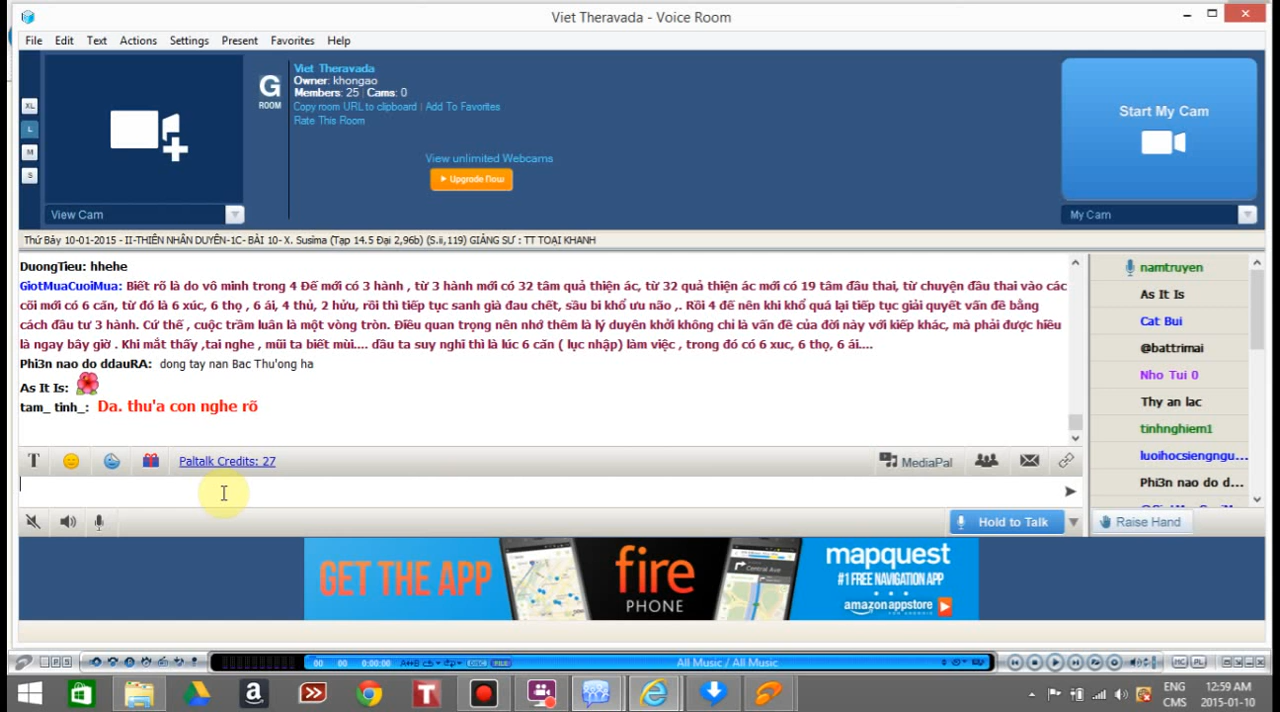 Viet Theravada - Voice Room
File Edit Text Actions Settings Present Favorites Help
XL
L
M
S
View Cam
G
ROOM
Viet Theravada
Owner: khongao
Members: 25 Cams: 0
Copy room URL to clipboard | Add To Favorites
Rate This Room
View unlimited Webcams
Upgrade Now
Start My Cam
My Cam
Thứ Bảy 10-01-2015 - II-THIÊN NHÂN DUYÊN-1C- BÀI 10- X. Susima (Tạp 14.5 Đại 2,96b) (S.ii,119) GIẢNG SƯ : TT TOẠI KHANH
DuongTieu: hhehe
GiotMuaCuoiMua: Biết rõ là do vô minh trong 4 Đế mới có 3 hành , từ 3 hành mới có 32 tâm quả thiện ác, từ 32 quả thiện ác mới có 19 tâm đầu thai, từ chuyện đầu thai vào các
cõi mới có 6 căn, từ đó là 6 xúc, 6 thọ , 6 ái, 4 thủ, 2 hữu, rồi thì tiếp tục sanh già đau chết, sầu bi khổ ưu não ,. Rồi 4 đế nên khi khổ quá lại tiếp tục giải quyết vấn đề bằng
cách đầu tư 3 hành. Cứ thế , cuộc trầm luân là một vòng tròn. Điều quan trọng nên nhớ thêm là lý duyên khởi không chỉ là vấn đề của đời này với kiếp khác, mà phải được hiểu
là ngay bây giờ . Khi mắt thấy ,tai nghe , mũi ta biết mùi.... đầu ta suy nghĩ thì là lúc 6 căn ( lục nhập) làm việc , trong đó có 6 xuc, 6 thọ, 6 ái....
Phi3n nao do ddauRA: dong tay nan Bac Thu'ong ha
As It Is:
tam_ tinh_: Da. thu'a con nghe rõ
namtruyen
As It Is
Cat Bui
@battrimai
Nho Tui 0
Thy an lac
tinhnghiem1
luoihocsiengngu...
Phi3n nao do d...
T
Paltalk Credits: 27
MediaPal
Hold to Talk
Raise Hand
GET THE APP
fire
PHONE
mapquest
#1 FREE NAVIGATION APP
amazon appstore
00 00 0:00:00
All Music / All Music
ENG
CMS
12:59 AM
2015-01-10